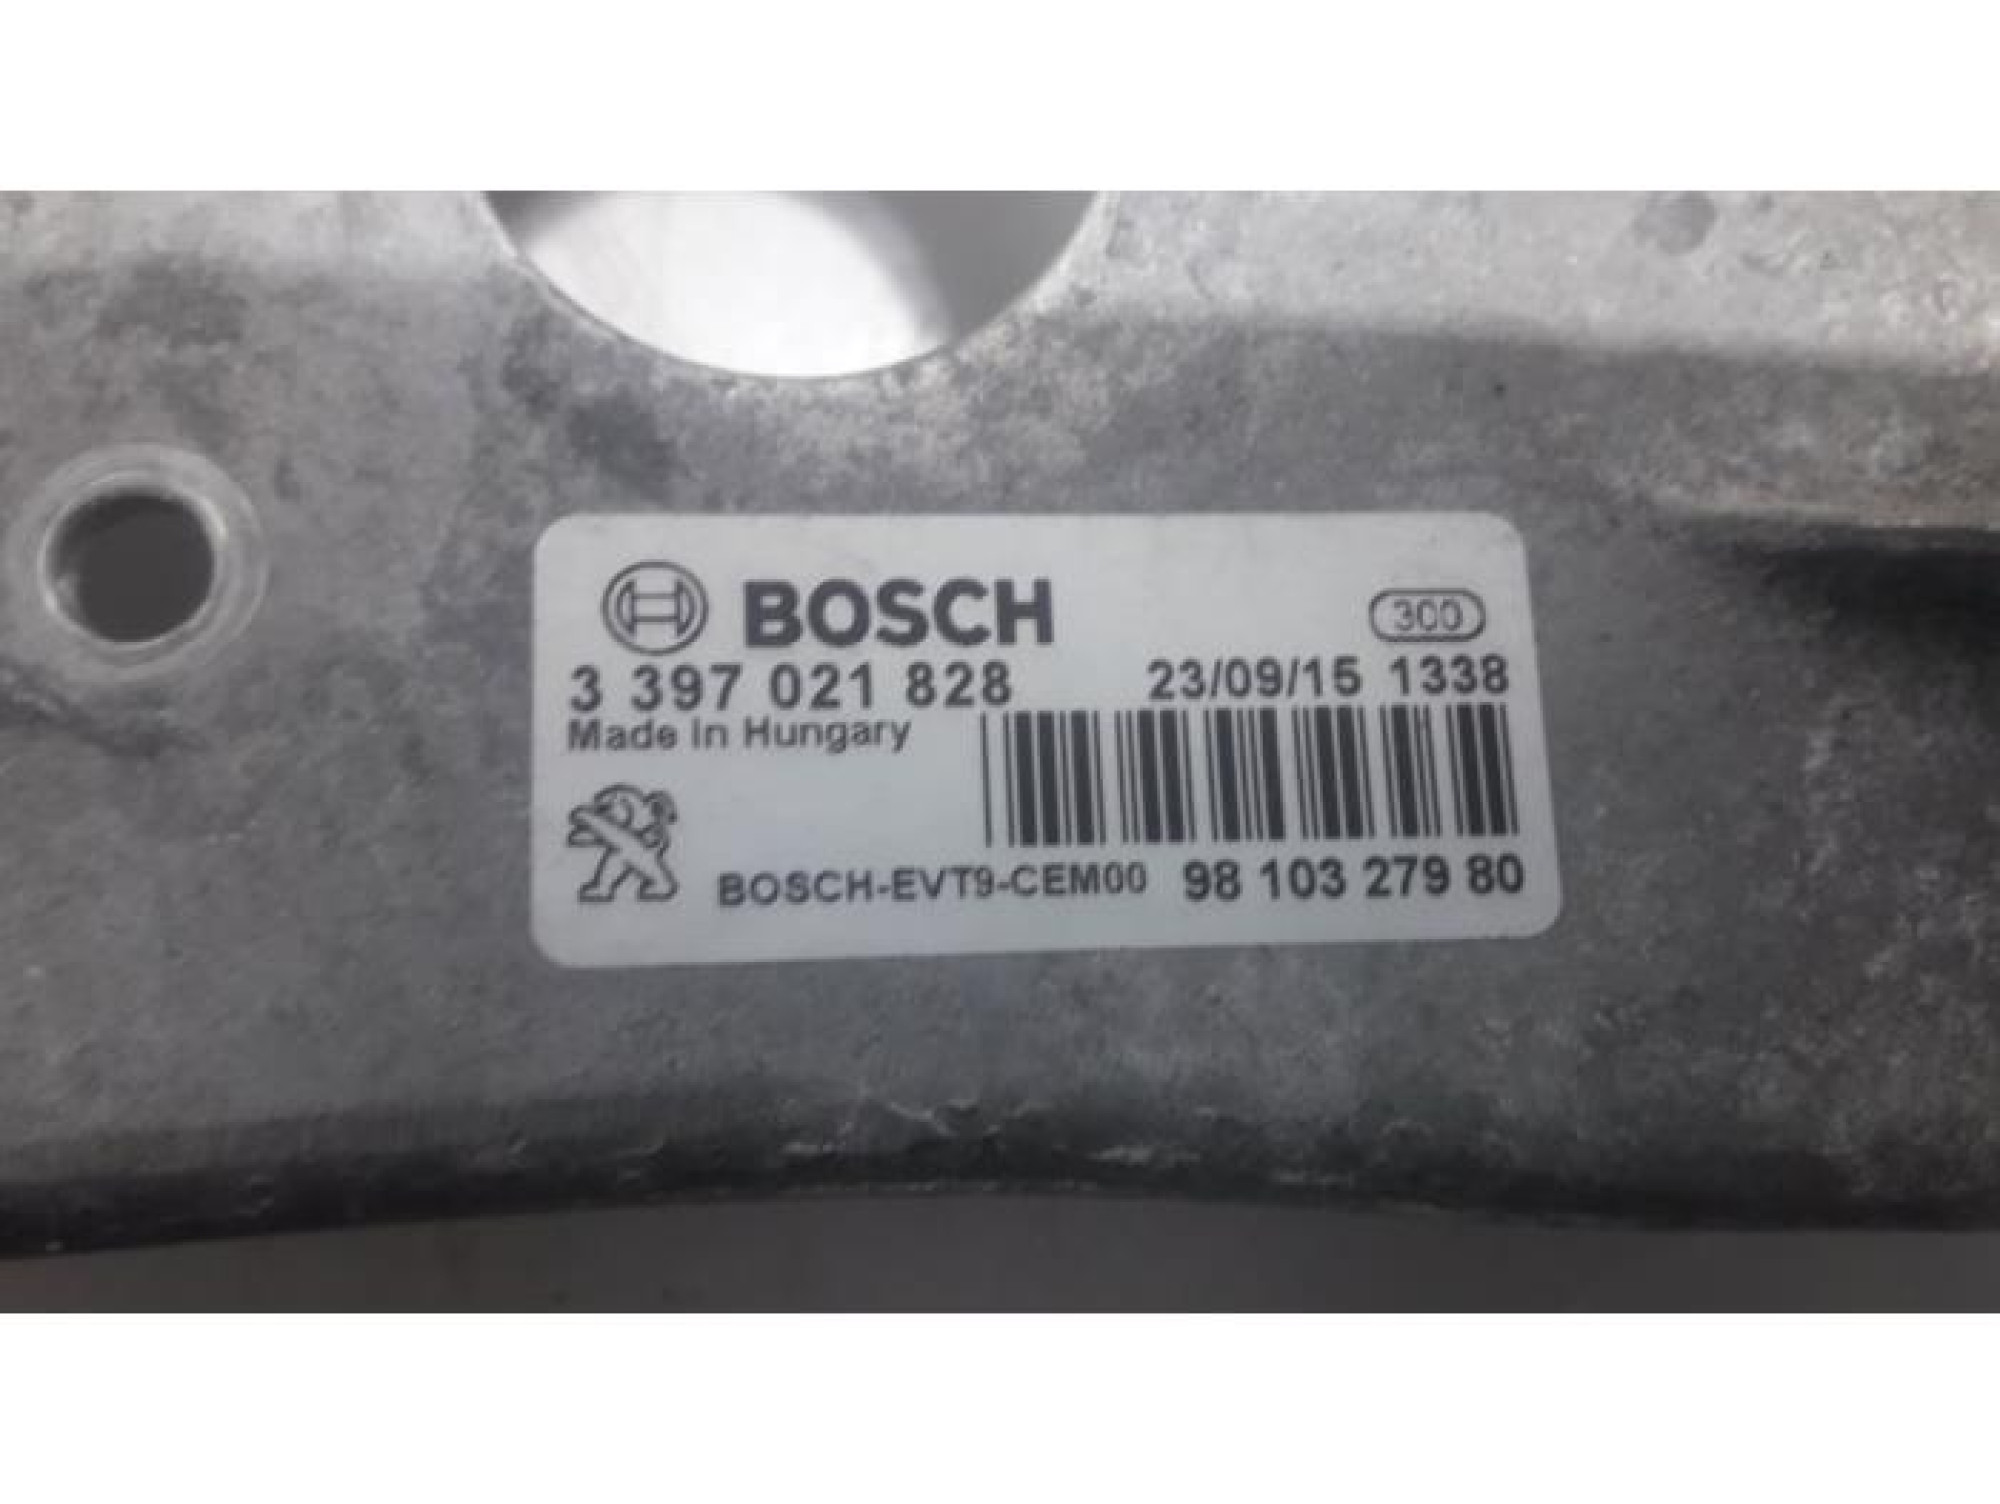 BOSCH 300
3 397 021 828 23/09/15 1338
Made in Hungary
BOSCH-EVT9-CEM00 98 103 279 80